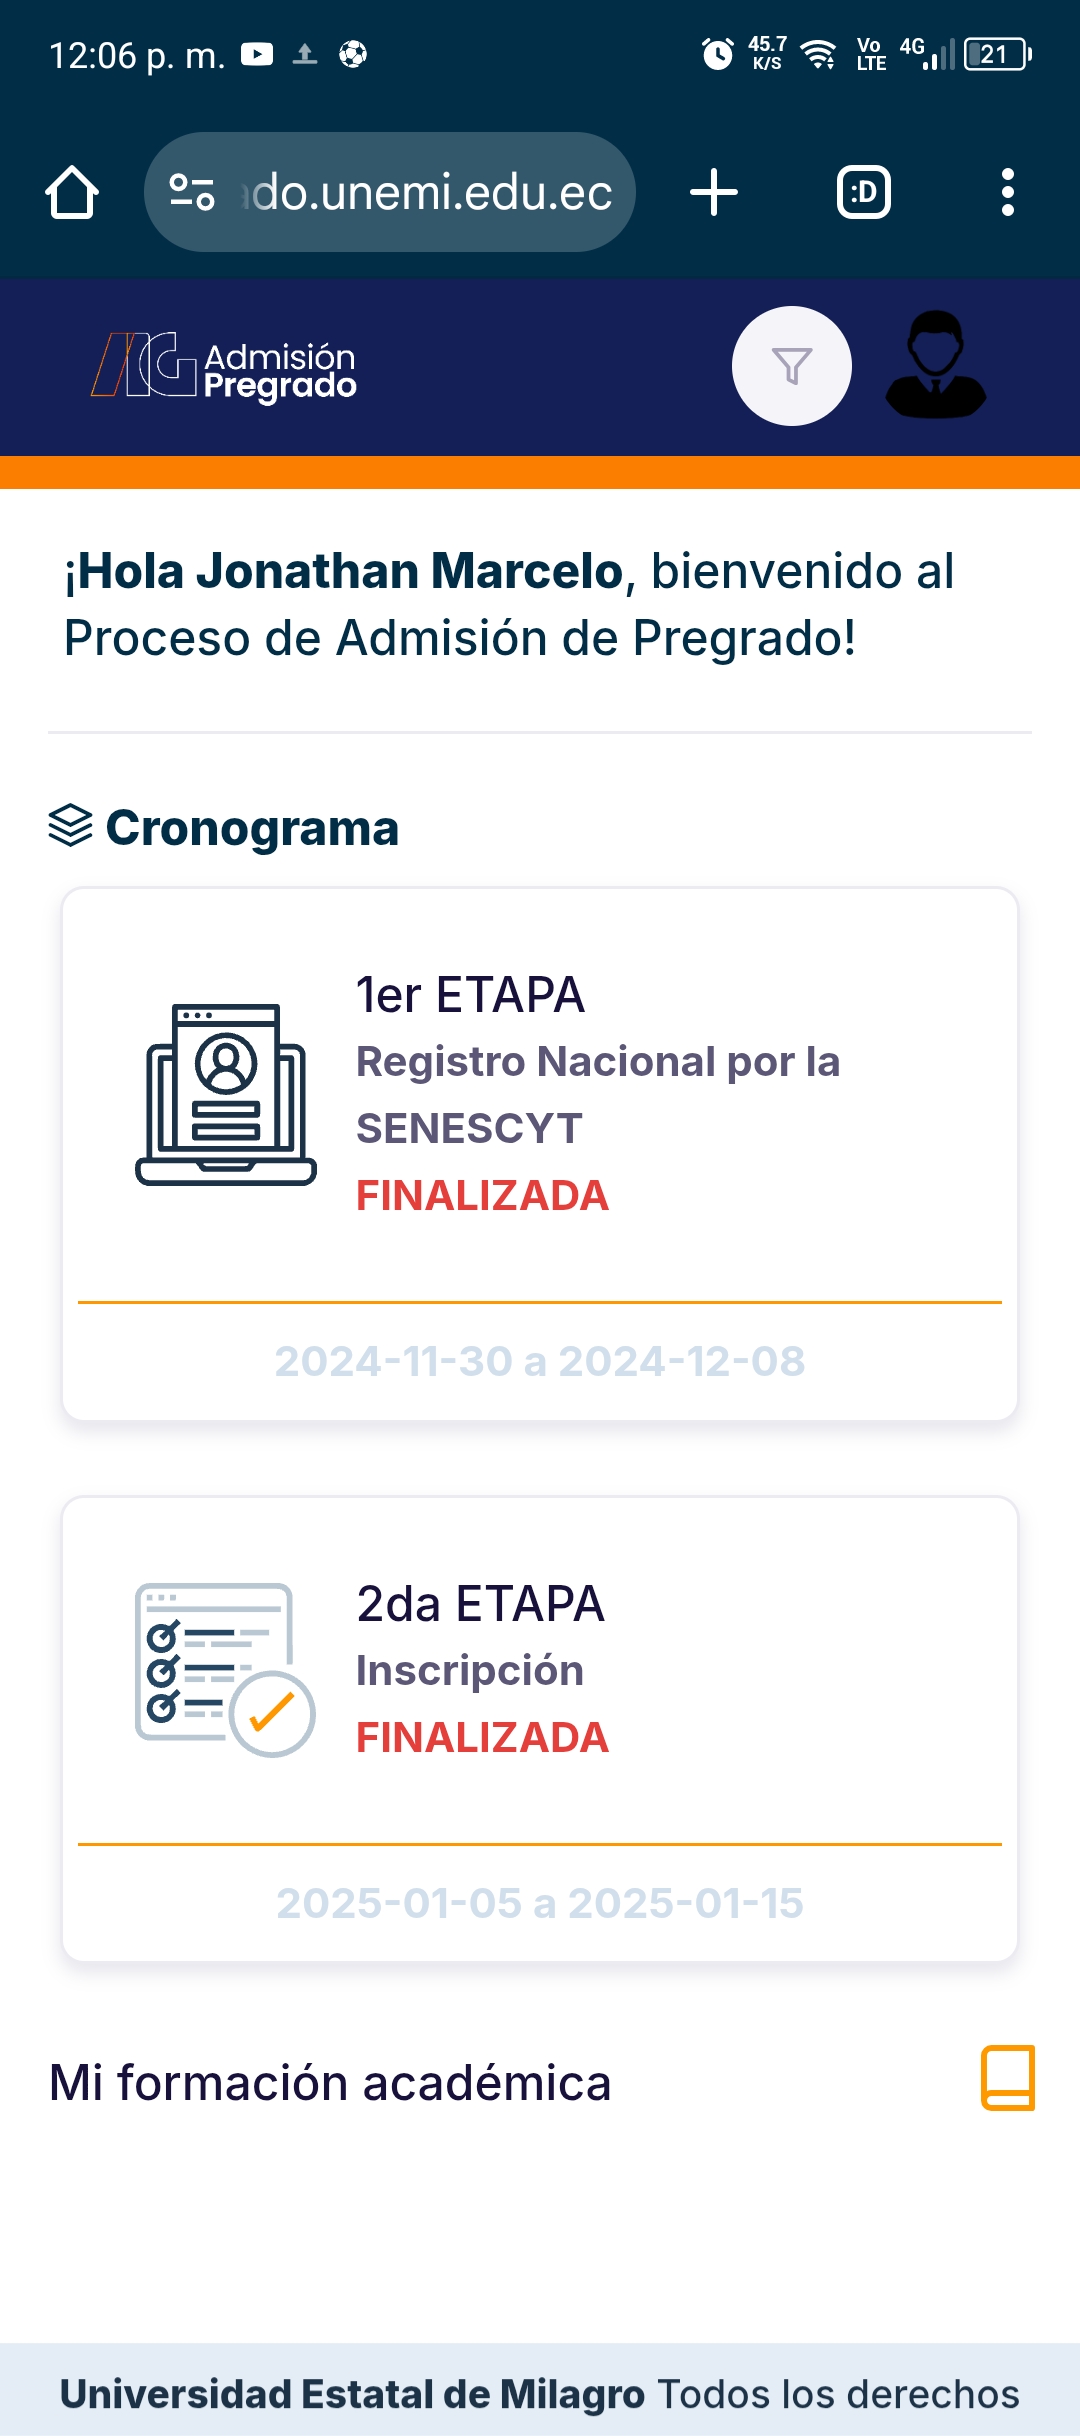 12:06 p. m.
45.7
K/S
Vo
LTE
4G
21
do.unemi.edu.ec
:D
Admisión
Pregrado
¡Hola Jonathan Marcelo, bienvenido al
Proceso de Admisión de Pregrado!
Cronograma
1er ETAPA
Registro Nacional por la
SENESCYT
FINALIZADA
2024-11-30 a 2024-12-08
2da ETAPA
Inscripción
FINALIZADA
2025-01-05 a 2025-01-15
Mi formación académica
Universidad Estatal de Milagro Todos los derechos